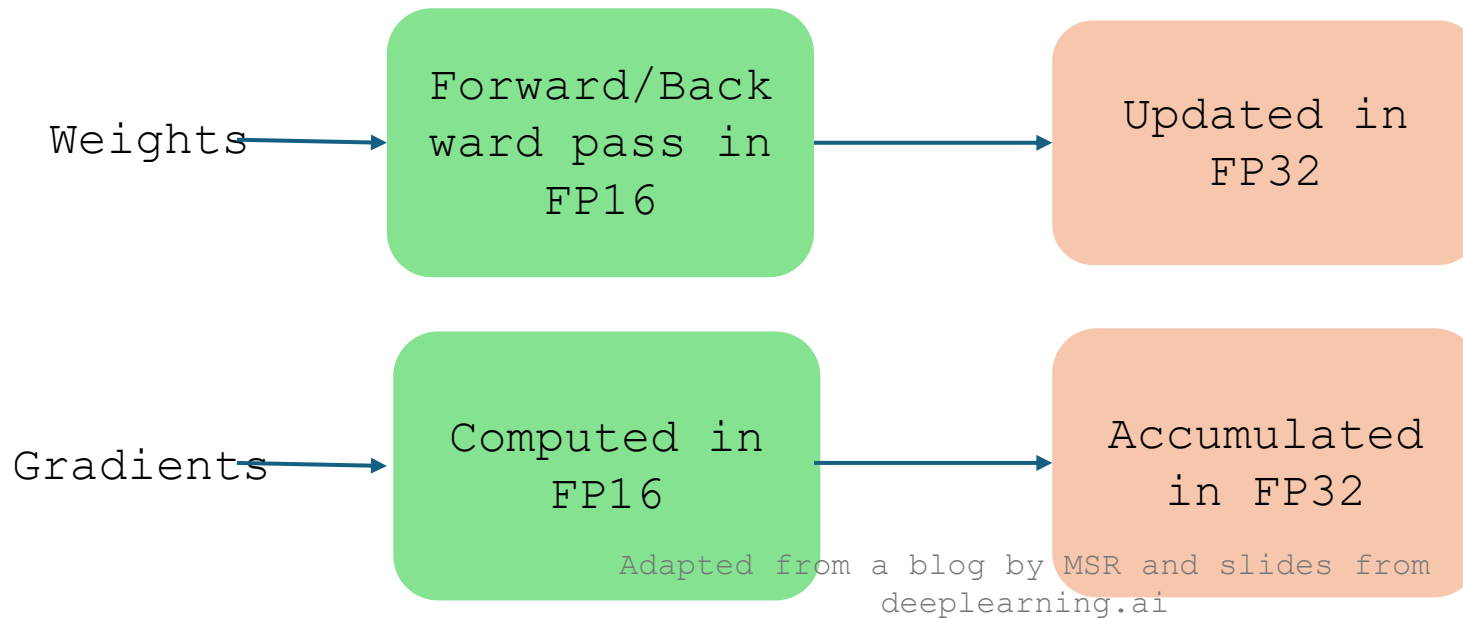 Weights
Forward/Back
ward pass in
FP16
Updated in
FP32
Gradients
Computed in
FP16
Accumulated
in FP32
Adapted from a blog by MSR and slides from
deeplearning.ai